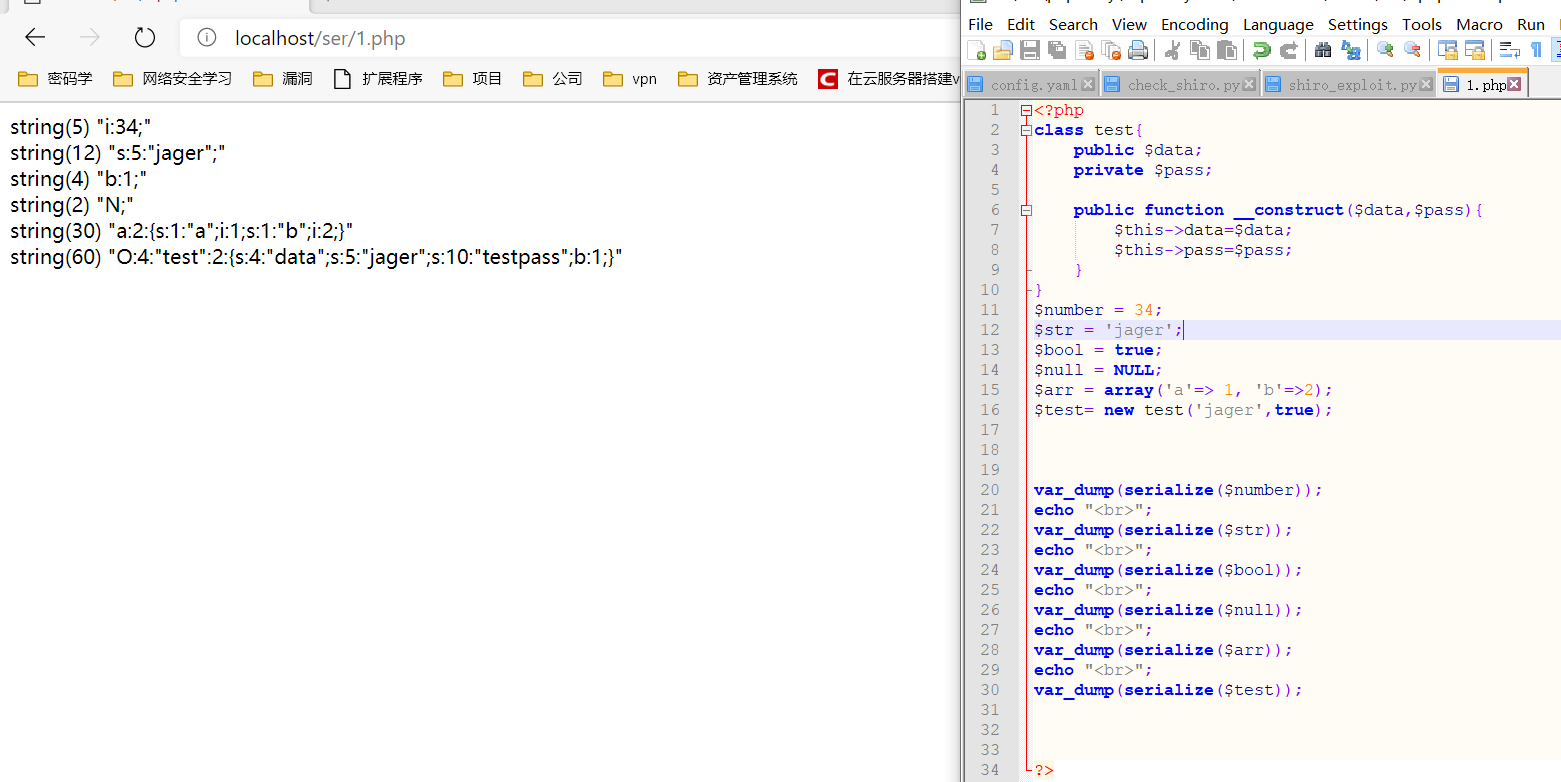 localhost/ser/1.php
密码学 网络安全学习 漏洞 扩展程序 项目 公司 vpn 资产管理系统 在云服务器搭建v
string(5) "i:34;"
string(12) "s:5:"jager";"
string(4) "b:1;"
string(2) "N;"
string(30) "a:2:{s:1:"a";i:1;s:1:"b";i:2;}"
string(60) "O:4:"test":2:{s:4:"data";s:5:"jager";s:10:"testpass";b:1;}"
File Edit Search View Encoding Language Settings Tools Macro Run
config.yaml check_shiro.py shiro_exploit.py 1.php
1 <?php
2 class test{
3 public $data;
4 private $pass;
5
6 public function __construct($data,$pass){
7 $this->data=$data;
8 $this->pass=$pass;
9 }
10 }
11 $number = 34;
12 $str = 'jager';
13 $bool = true;
14 $null = NULL;
15 $arr = array('a'=> 1, 'b'=>2);
16 $test= new test('jager',true);
17
18
19
20 var_dump(serialize($number));
21 echo "<br>";
22 var_dump(serialize($str));
23 echo "<br>";
24 var_dump(serialize($bool));
25 echo "<br>";
26 var_dump(serialize($null));
27 echo "<br>";
28 var_dump(serialize($arr));
29 echo "<br>";
30 var_dump(serialize($test));
31
32
33
34 ?>